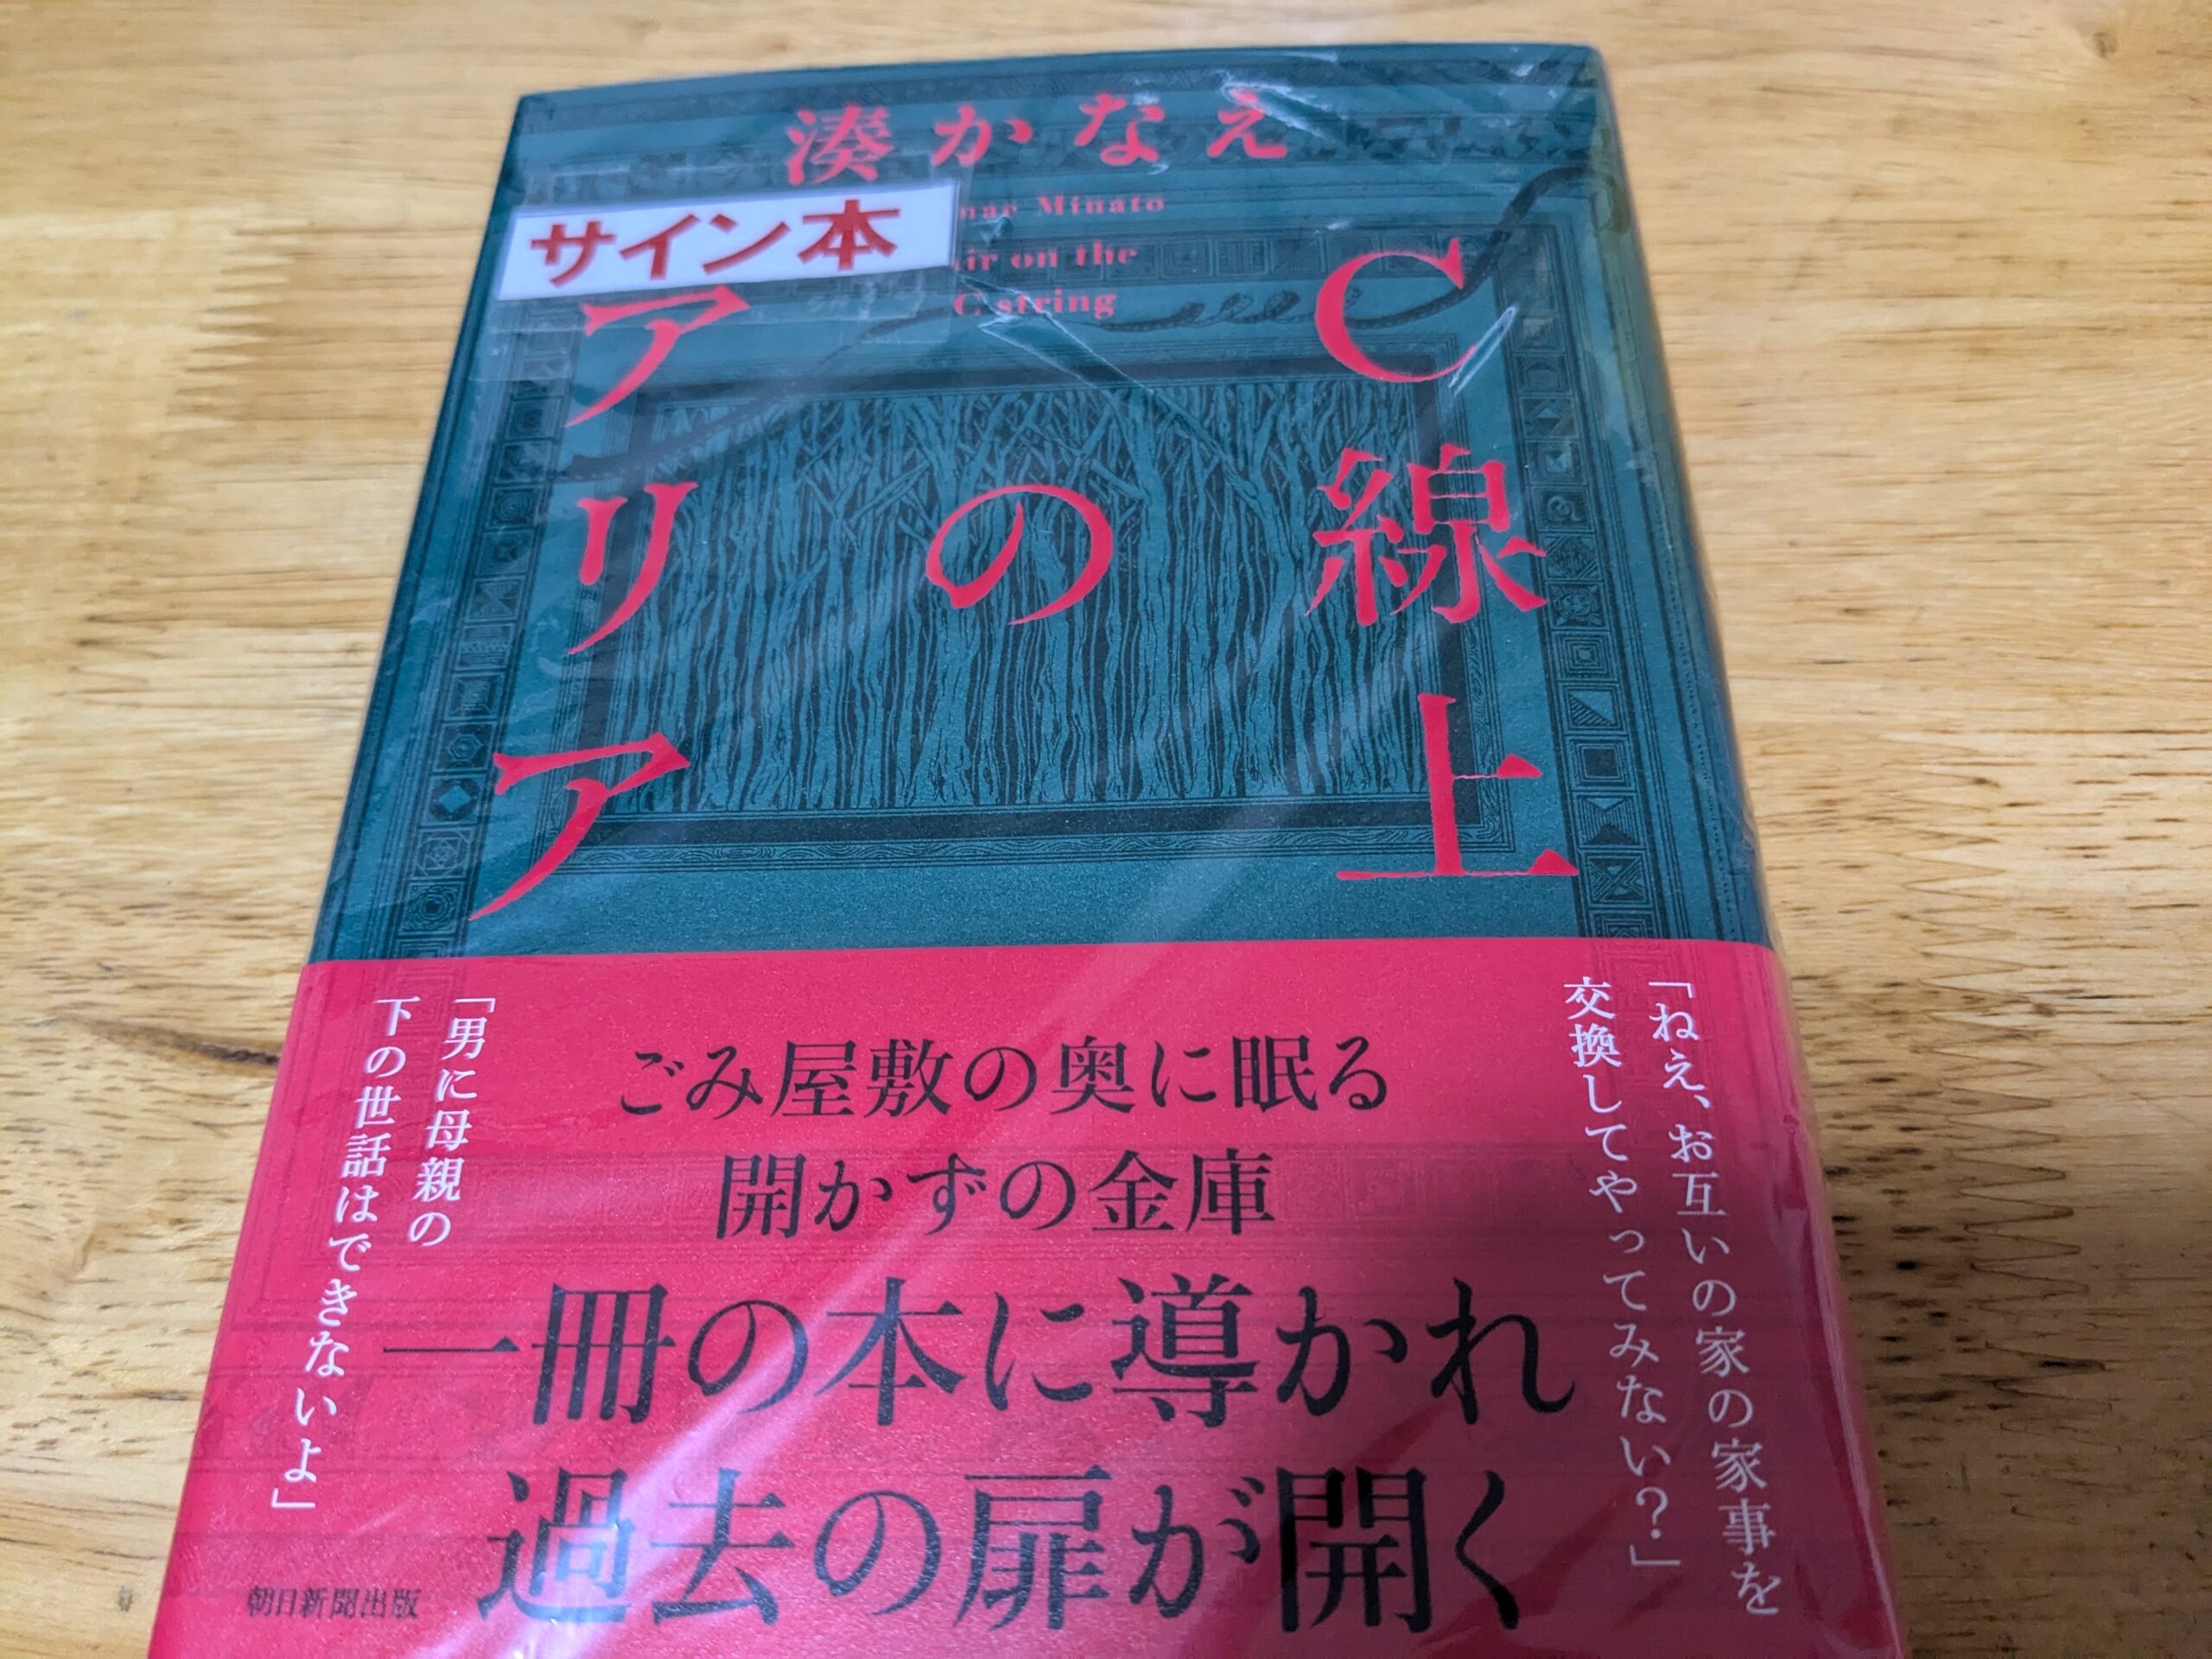 湊かなえ
サイン本
Minato
on the
C string
C線上
の
アリア
「ねえ、お互いの家の家事を
交換してやってみない？」
ごみ屋敷の奥に眠る
開かずの金庫
一冊の本に導かれ
過去の扉が開く
「男に母親の
下の世話はできないよ」
朝日新聞出版